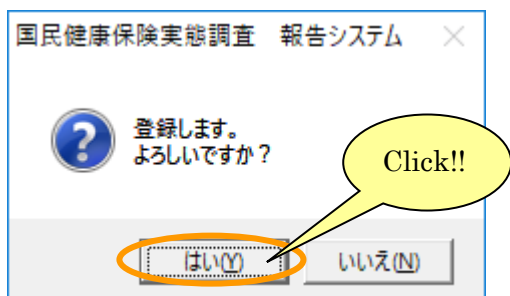 国民健康保険実態調査　報告システム
登録します。
よろしいですか？
Click!!
はい(Y)
いいえ(N)